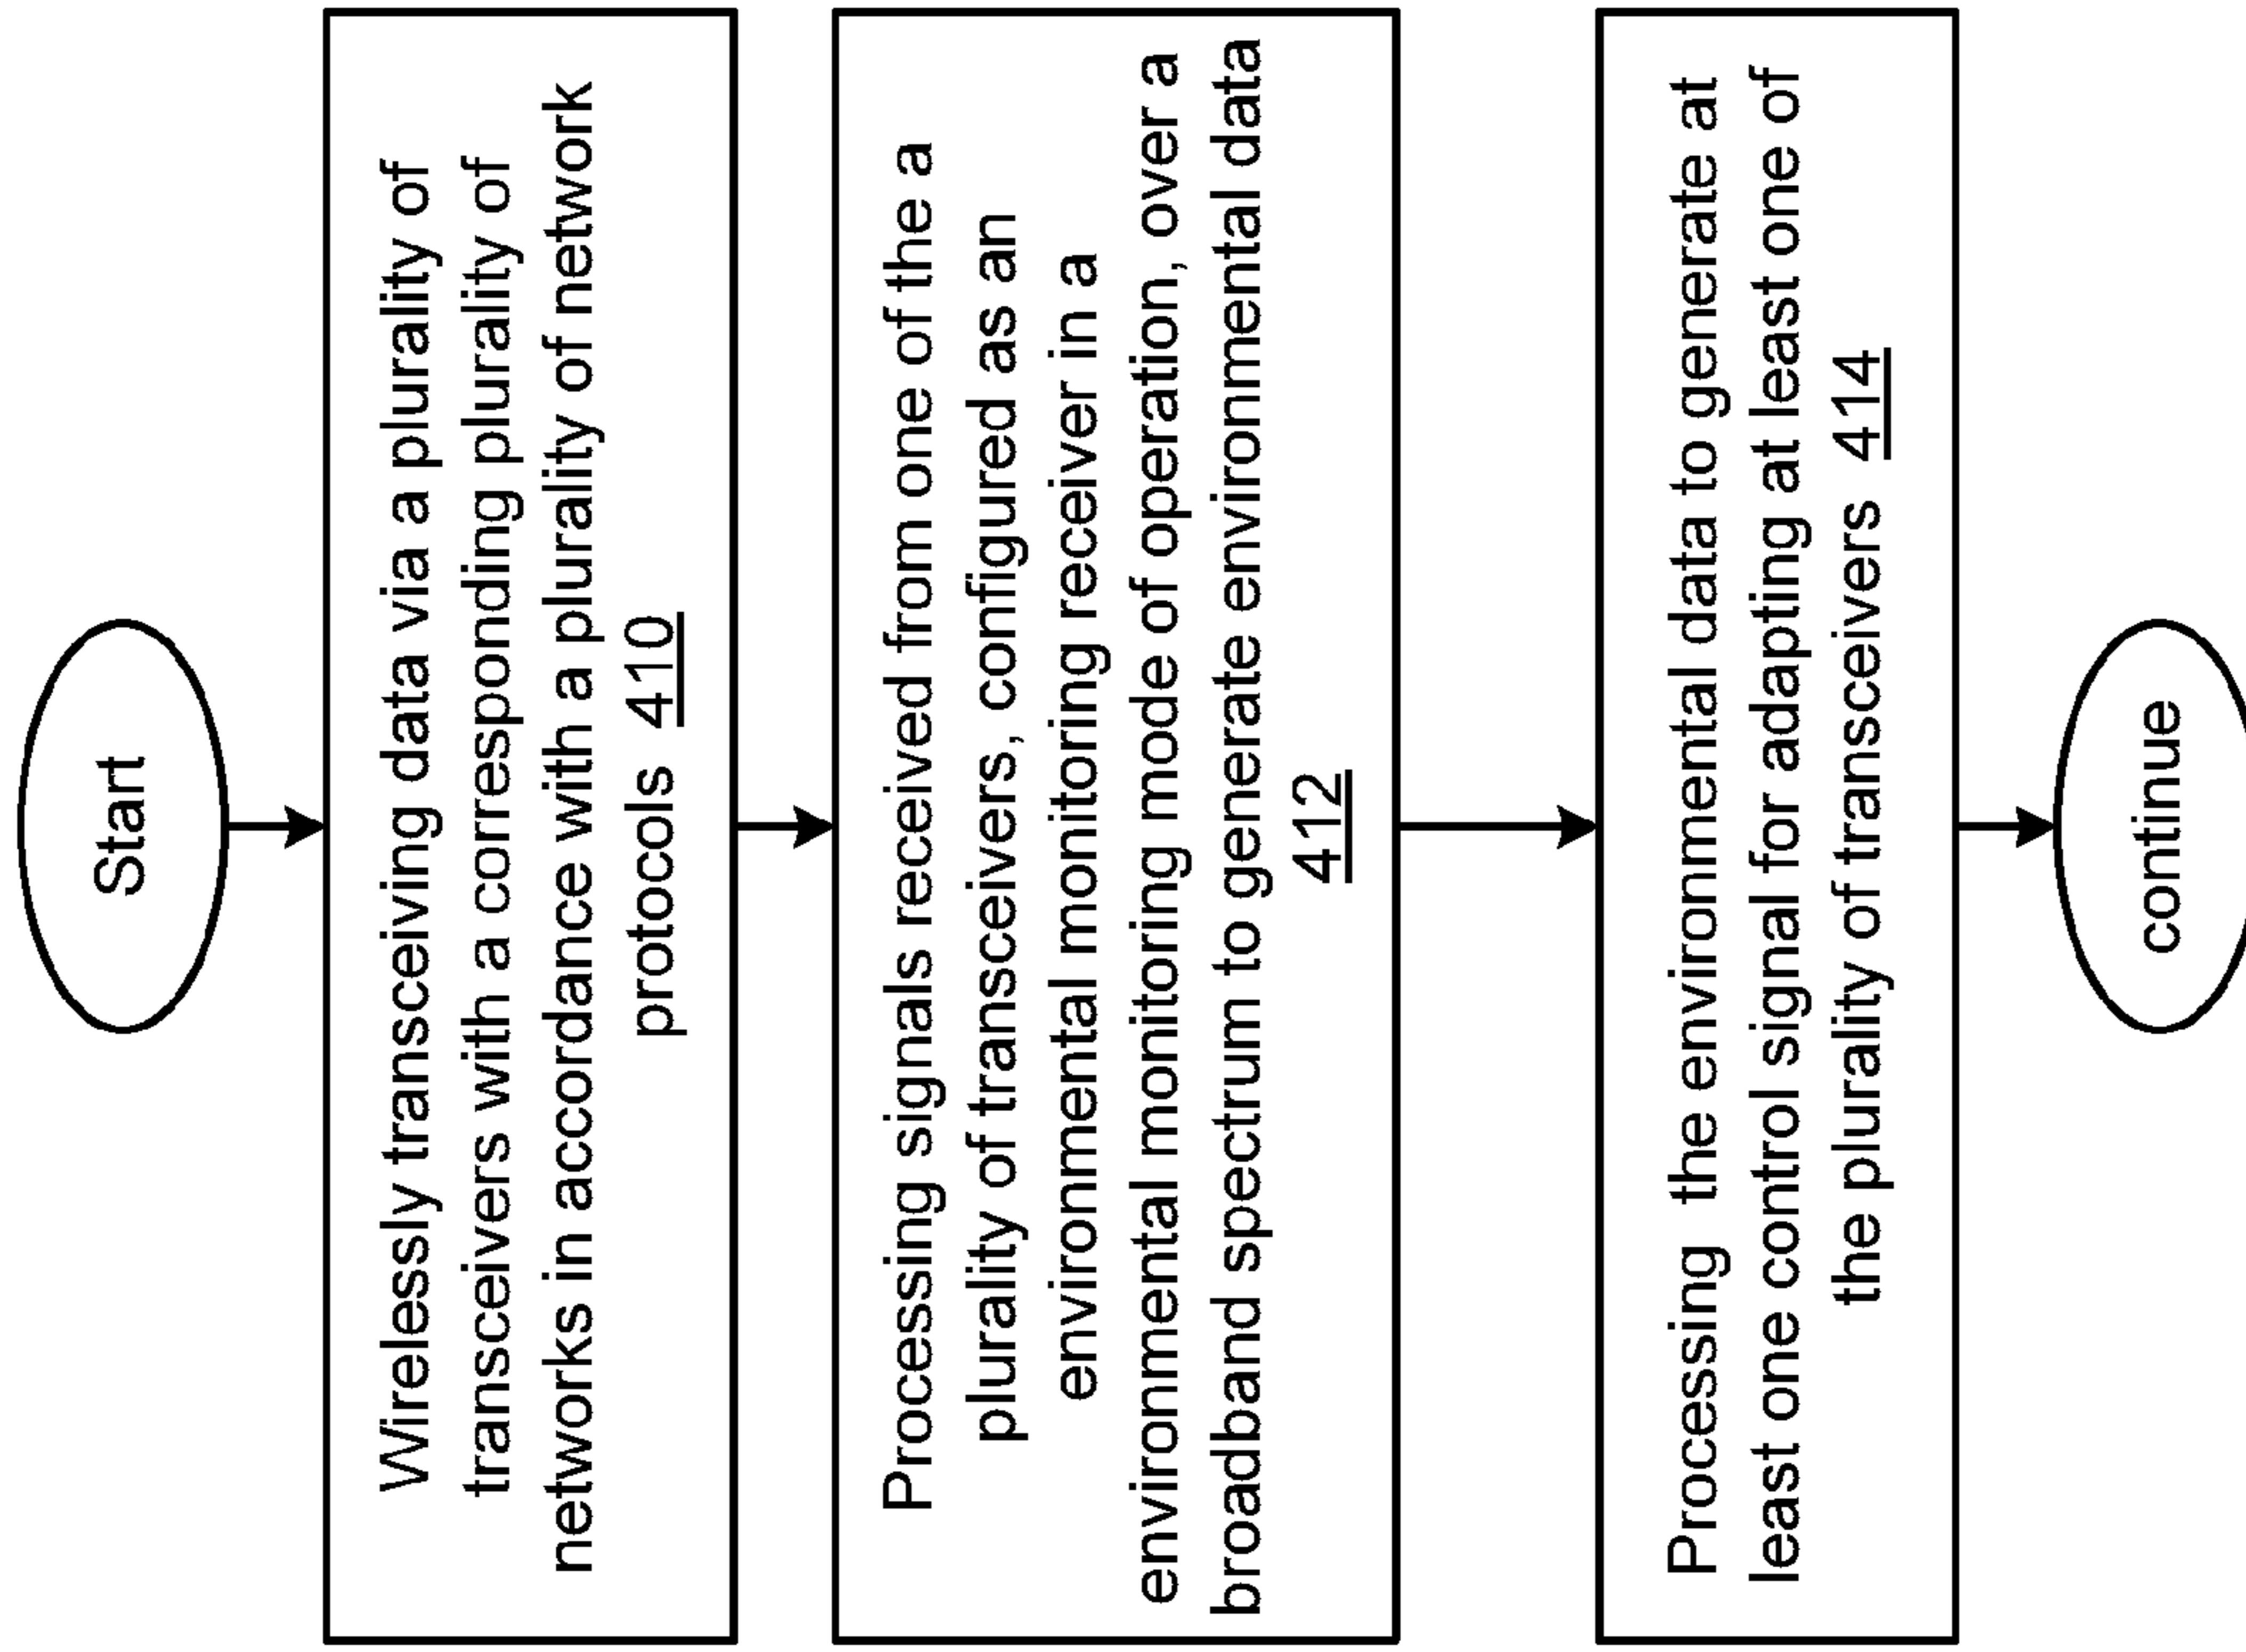 Start
Wirelessly transceiving data via a plurality of
transceivers with a corresponding plurality of
networks in accordance with a plurality of network
protocols 410
Processing signals received from one of the a
plurality of transceivers, configured as an
environmental monitoring receiver in a
environmental monitoring mode of operation, over a
broadband spectrum to generate environmental data
412
Processing the environmental data to generate at
least one control signal for adapting at least one of
the plurality of transceivers 414
continue